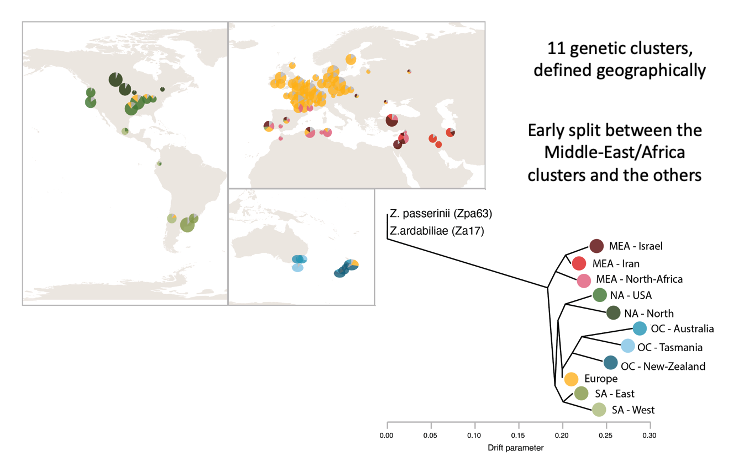 11 genetic clusters,
defined geographically
Early split between the
Middle-East/Africa
clusters and the others
Z. passerinii (Zpa63)
Z.ardabiliae (Za17)
MEA - Israel
MEA - Iran
MEA - North-Africa
NA - USA
NA - North
OC - Australia
OC - Tasmania
OC - New-Zealand
Europe
SA - East
SA - West
0.00 0.05 0.10 0.15 0.20 0.25 0.30
Drift parameter